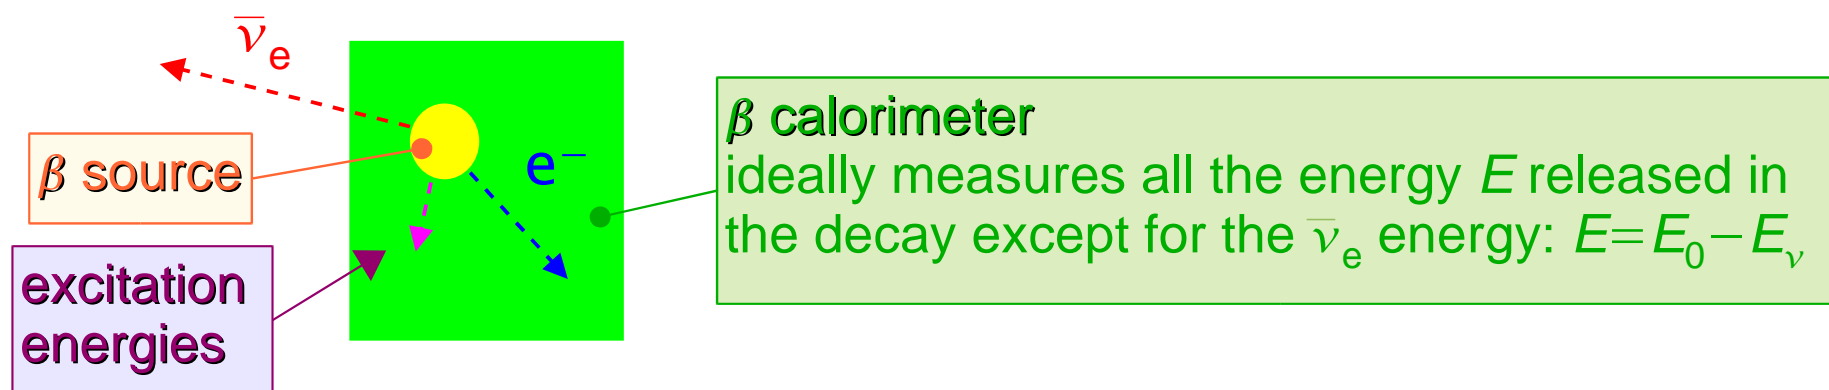 ν̅e
β source
e−
excitation
energies
β calorimeter
ideally measures all the energy E released in
the decay except for the ν̅e energy: E=E0−Eν